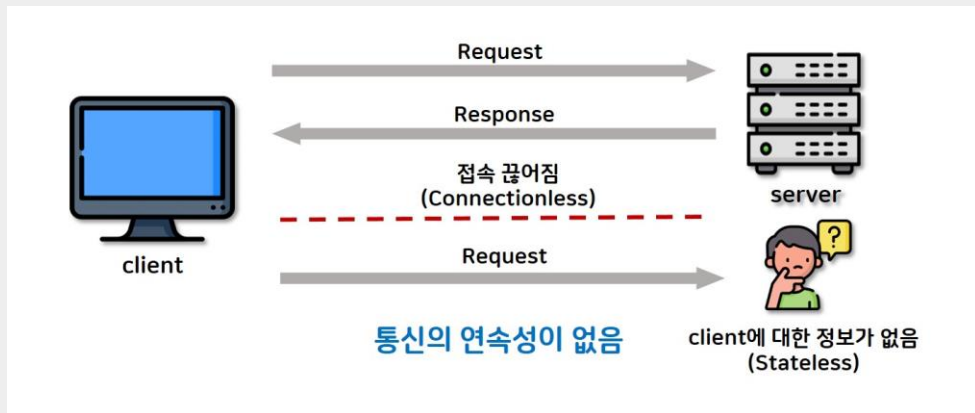 Request
Response
접속 끊어짐
(Connectionless)
server
client
Request
통신의 연속성이 없음
client에 대한 정보가 없음
(Stateless)
?